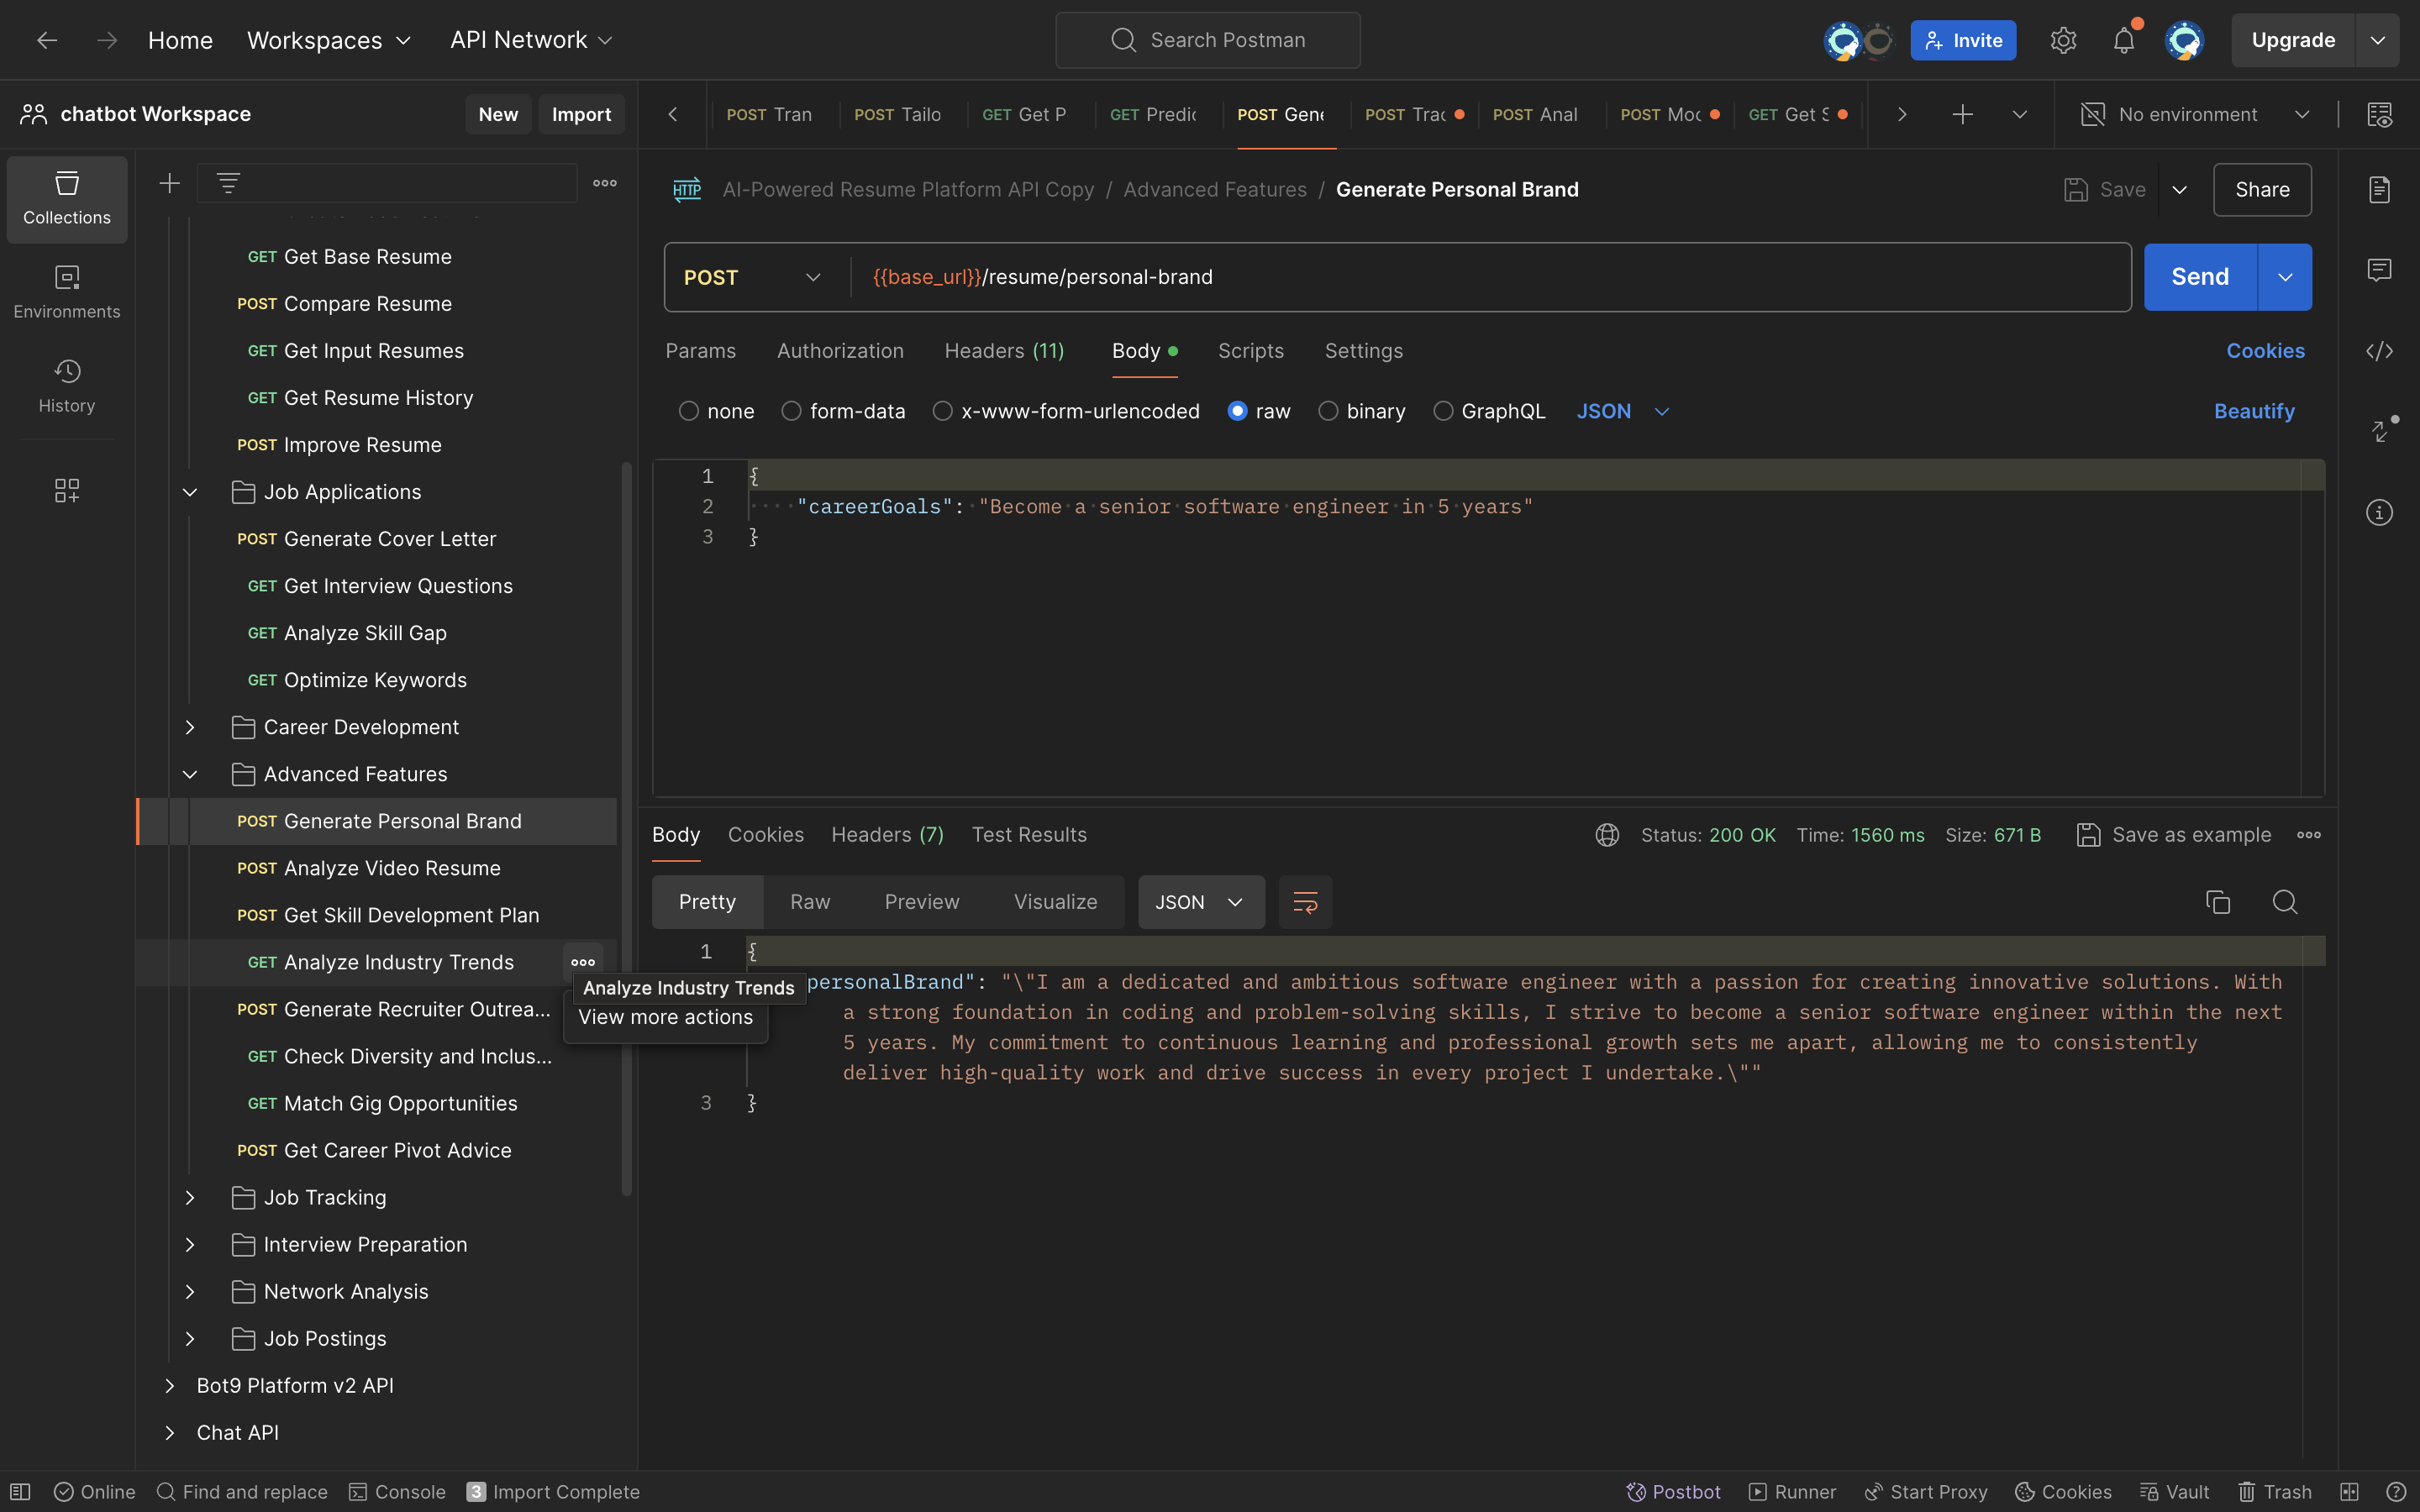 Home
Workspaces
API Network
Search Postman
Invite
Upgrade
chatbot Workspace
New
Import
POST Tran
POST Tailo
GET Get P
GET Predic
POST Gene
POST Trac
POST Anal
POST Moc
GET Get S
No environment
Collections
Environments
History
GET Get Base Resume
POST Compare Resume
GET Get Input Resumes
GET Get Resume History
POST Improve Resume
Job Applications
POST Generate Cover Letter
GET Get Interview Questions
GET Analyze Skill Gap
GET Optimize Keywords
Career Development
Advanced Features
POST Generate Personal Brand
POST Analyze Video Resume
POST Get Skill Development Plan
GET Analyze Industry Trends
POST Generate Recruiter Outrea...
GET Check Diversity and Inclus...
GET Match Gig Opportunities
POST Get Career Pivot Advice
Job Tracking
Interview Preparation
Network Analysis
Job Postings
Bot9 Platform v2 API
Chat API
Analyze Industry Trends
View more actions
HTTP AI-Powered Resume Platform API Copy / Advanced Features / Generate Personal Brand
Save
Share
POST
{{base_url}}/resume/personal-brand
Send
Params
Authorization
Headers (11)
Body
Scripts
Settings
Cookies
none
form-data
x-www-form-urlencoded
raw
binary
GraphQL
JSON
Beautify
1 {
2 "careerGoals": "Become a senior software engineer in 5 years"
3 }
Body
Cookies
Headers (7)
Test Results
Status: 200 OK
Time: 1560 ms
Size: 671 B
Save as example
Pretty
Raw
Preview
Visualize
JSON
1 {
personalBrand": "\"I am a dedicated and ambitious software engineer with a passion for creating innovative solutions. With
a strong foundation in coding and problem-solving skills, I strive to become a senior software engineer within the next
5 years. My commitment to continuous learning and professional growth sets me apart, allowing me to consistently
deliver high-quality work and drive success in every project I undertake.\""
3 }
Online
Find and replace
Console
3 Import Complete
Postbot
Runner
Start Proxy
Cookies
Vault
Trash